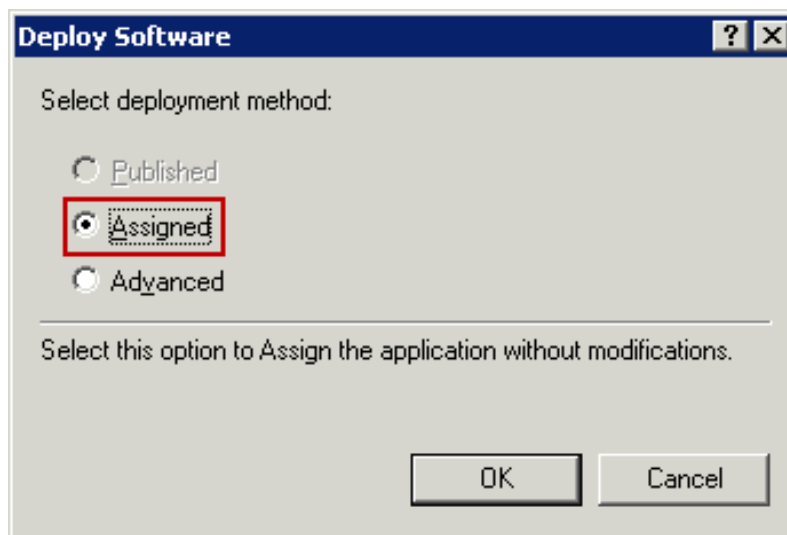 Deploy Software
Select deployment method:
Published
Assigned
Advanced
Select this option to Assign the application without modifications.
OK Cancel